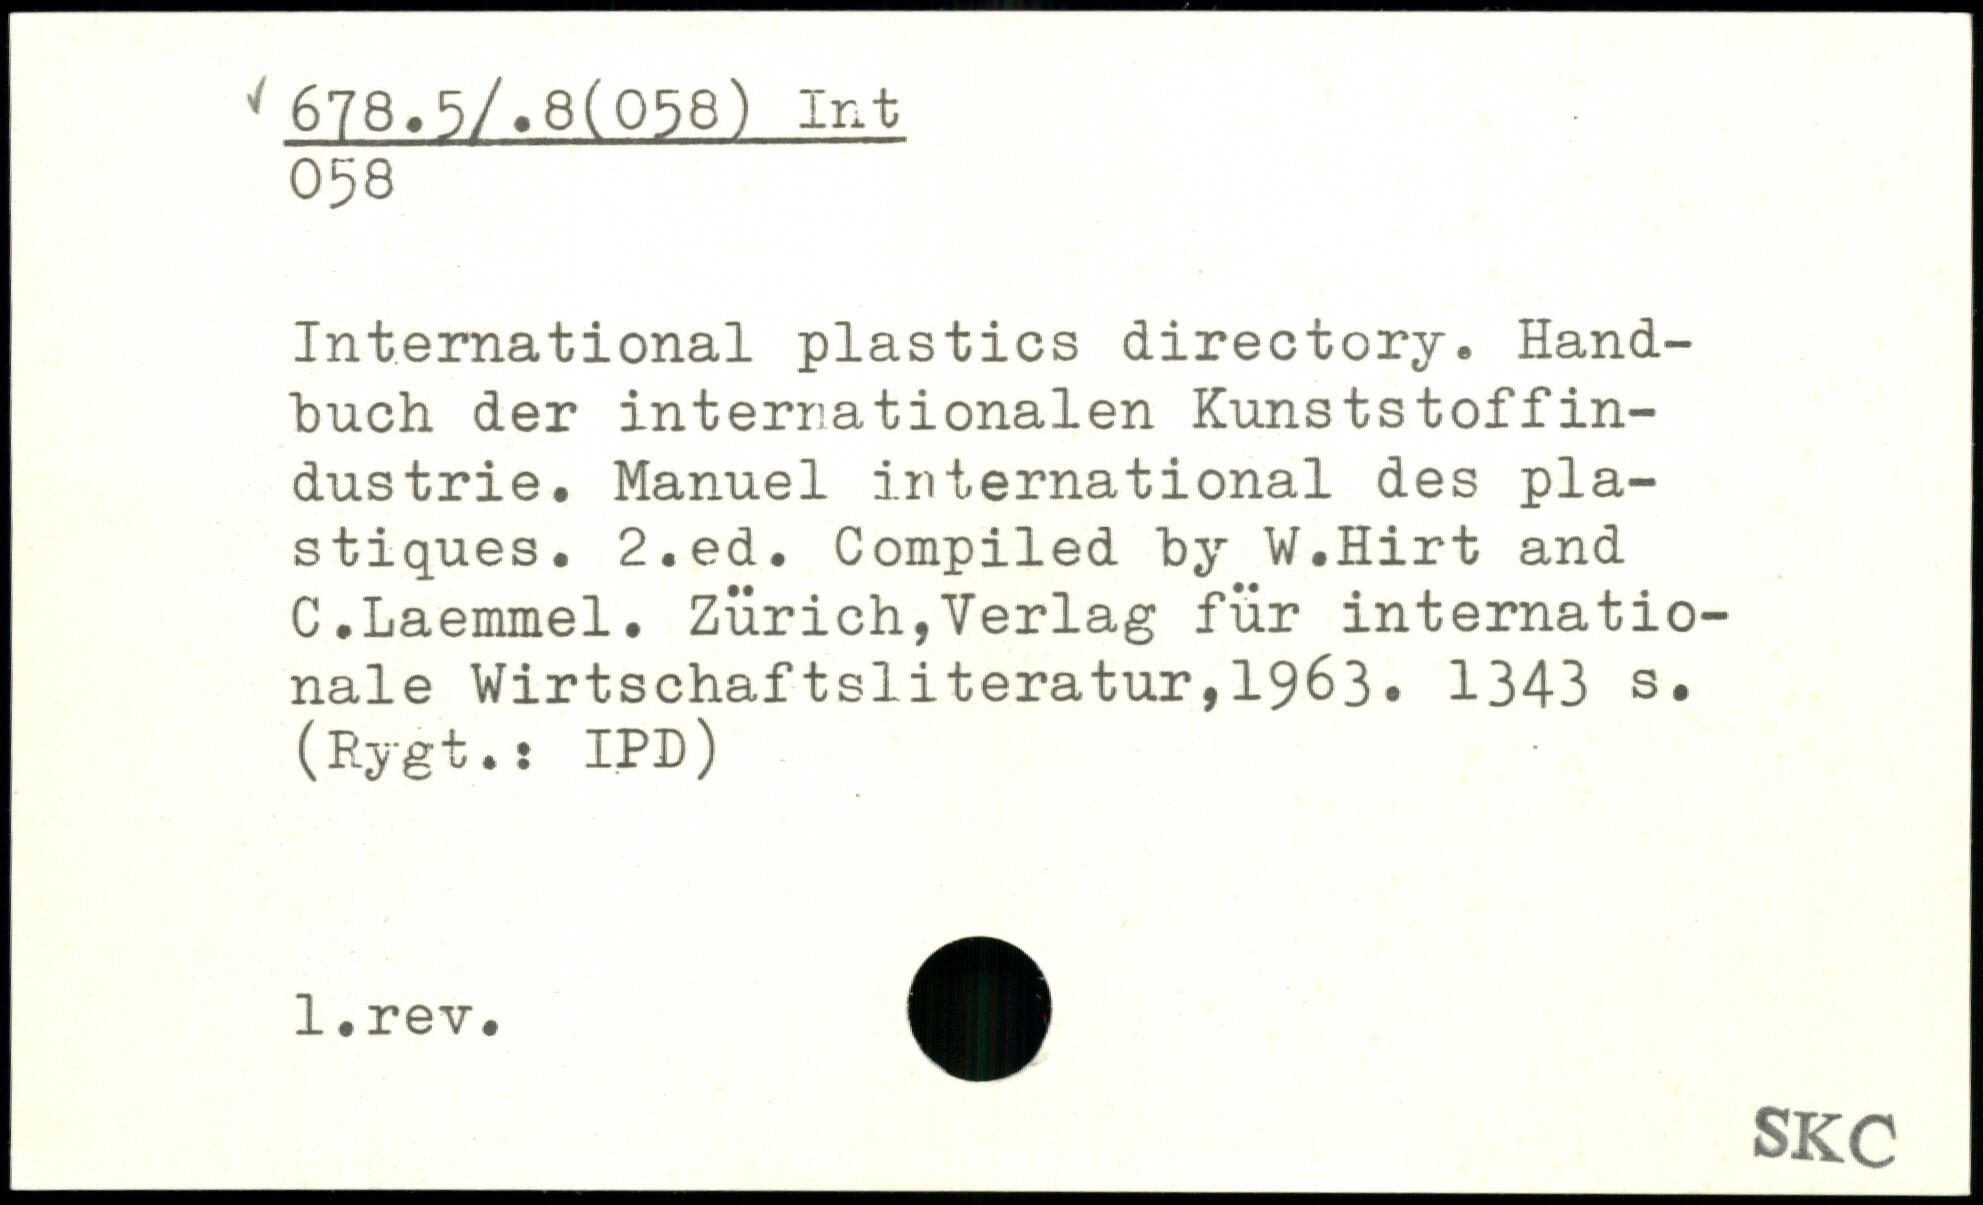 ✓ 678.5/.8(058) Int
058
International plastics directory. Hand-
buch der internationalen Kunststoffin-
dustrie. Manuel international des pla-
stiques. 2.ed. Compiled by W.Hirt and
C.Laemmel. Zürich,Verlag für internatio-
nale Wirtschaftsliteratur,1963. 1343 s.
(Rygt.: IPD)
1.rev.
SKC